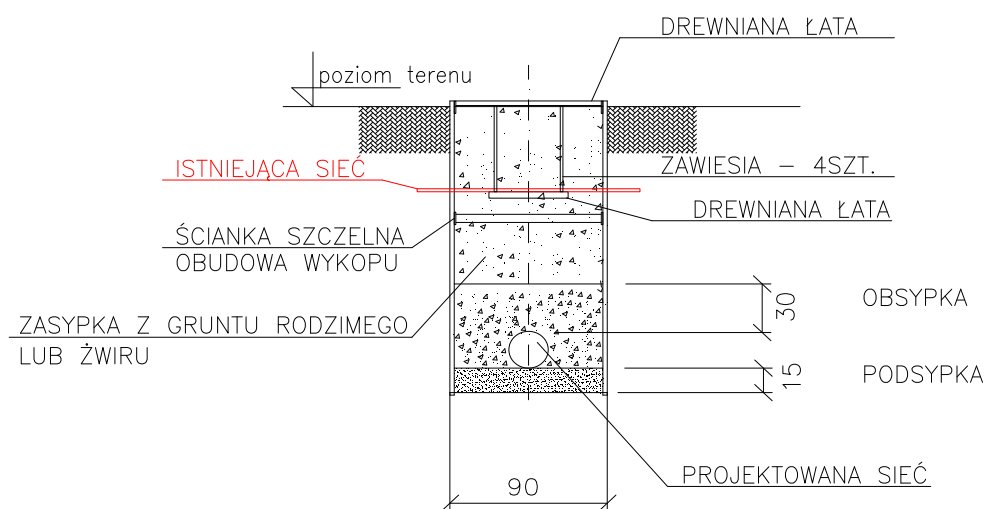 DREWNIANA ŁATA
poziom terenu
ISTNIEJĄCA SIEĆ
ZAWIESIA – 4SZT.
DREWNIANA ŁATA
ŚCIANKA SZCZELNA
OBUDOWA WYKOPU
30
OBSYPKA
ZASYPKA Z GRUNTU RODZIMEGO
LUB ŻWIRU
15
PODSYPKA
PROJEKTOWANA SIEĆ
90